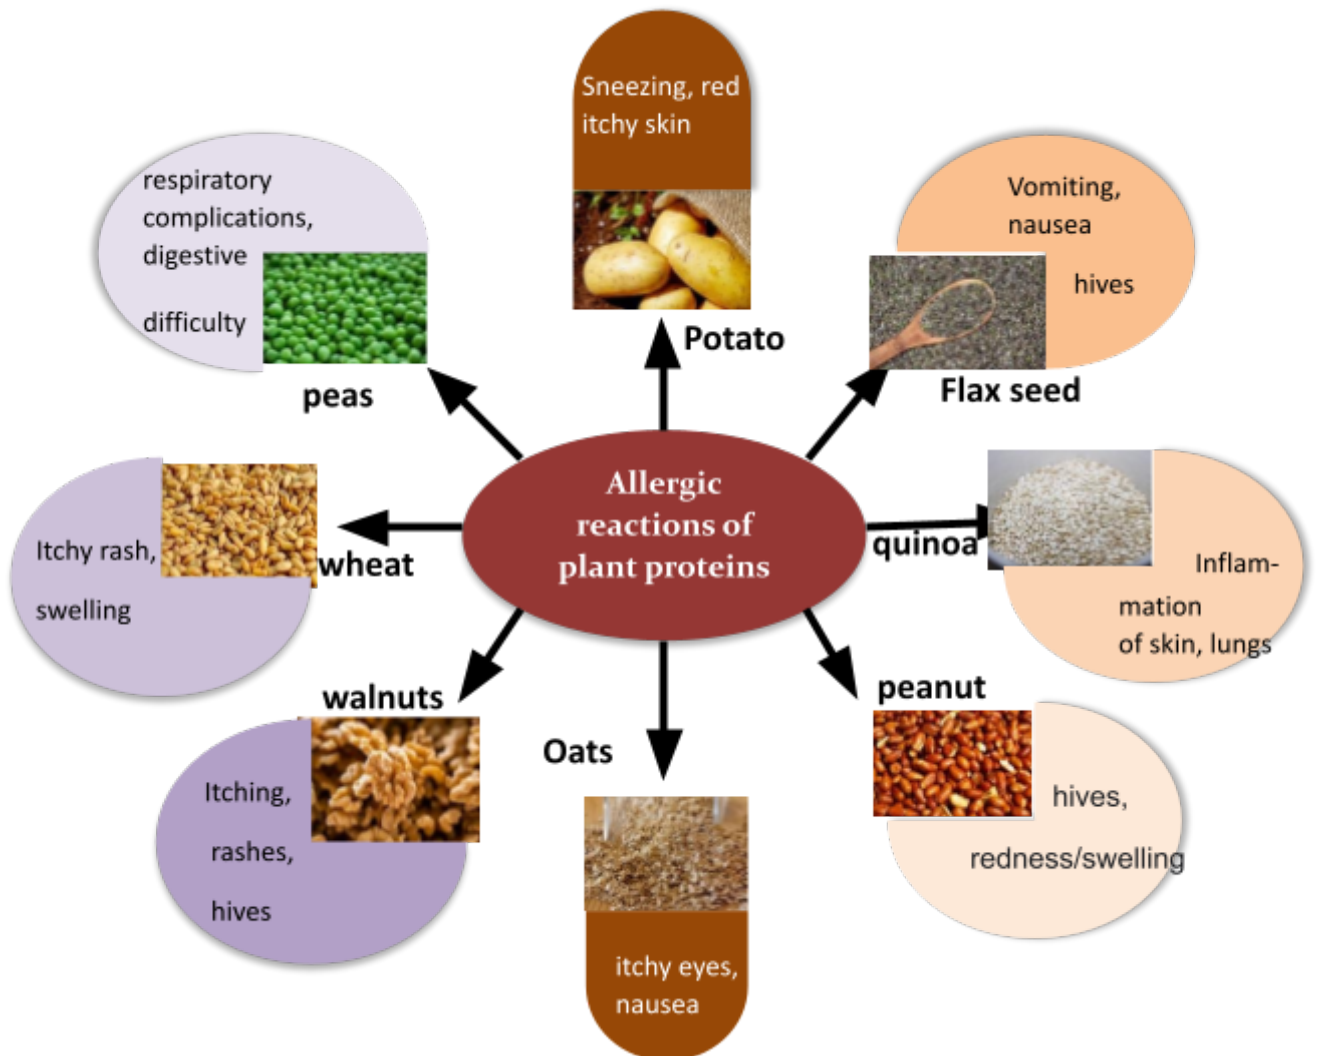 Sneezing, red
itchy skin
Potato
Vomiting,
nausea
hives
Flax seed
respiratory
complications,
digestive
difficulty
peas
Allergic
reactions of
plant proteins
quinoa
Inflam-
mation
of skin, lungs
Itchy rash,
swelling
wheat
peanut
hives,
redness/swelling
walnuts
Itching,
rashes,
hives
Oats
itchy eyes,
nausea